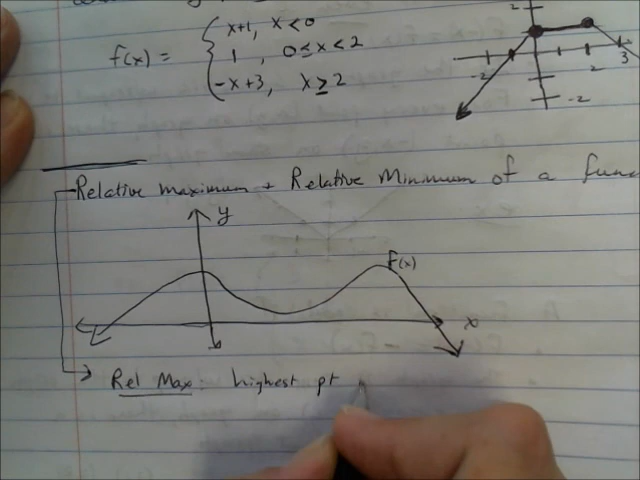 x+1, x < 0
f(x) = { 1 , 0 ≤ x < 2
-x+3, x ≥ 2
2
-2 2 3
-2
Relative maximum + Relative Minimum of a func
y
f(x)
x
Rel Max: highest pt